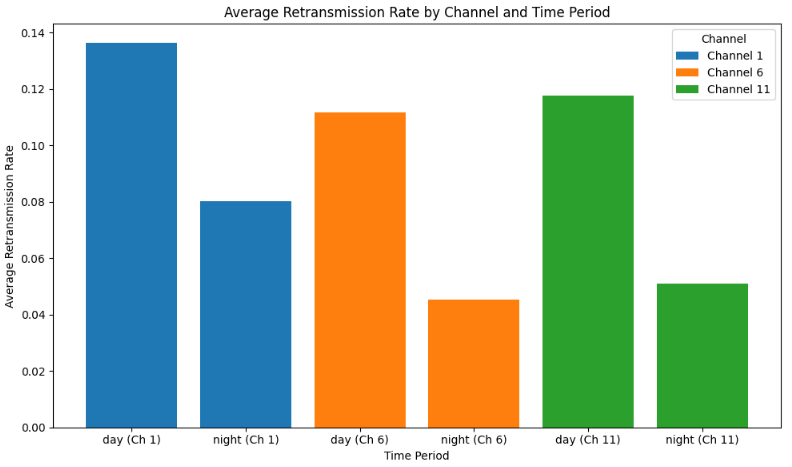 Average Retransmission Rate by Channel and Time Period
Channel
Channel 1
Channel 6
Channel 11
Average Retransmission Rate
0.14
0.12
0.10
0.08
0.06
0.04
0.02
0.00
day (Ch 1)
night (Ch 1)
day (Ch 6)
night (Ch 6)
day (Ch 11)
night (Ch 11)
Time Period